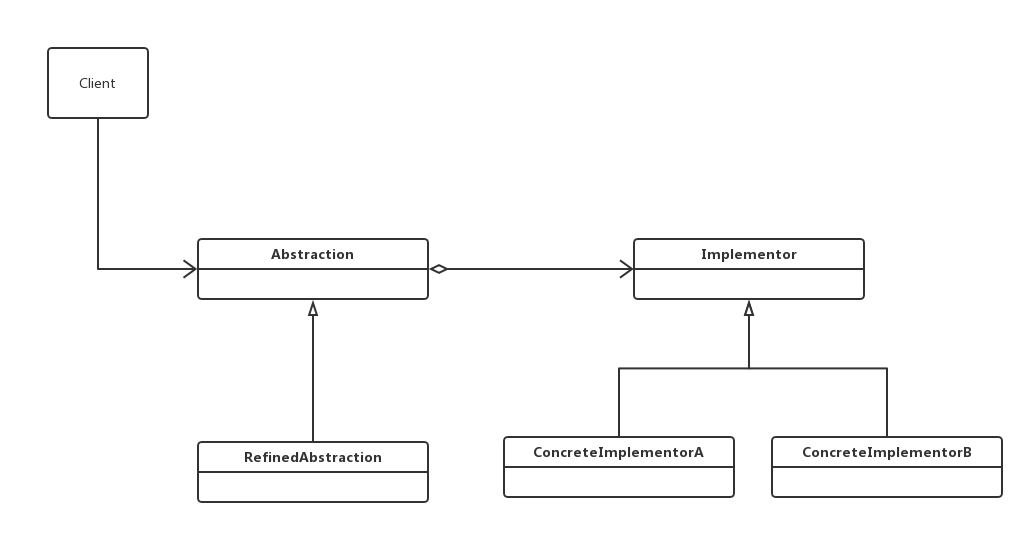 Client
Abstraction
Implementor
RefinedAbstraction
ConcreteImplementorA
ConcreteImplementorB